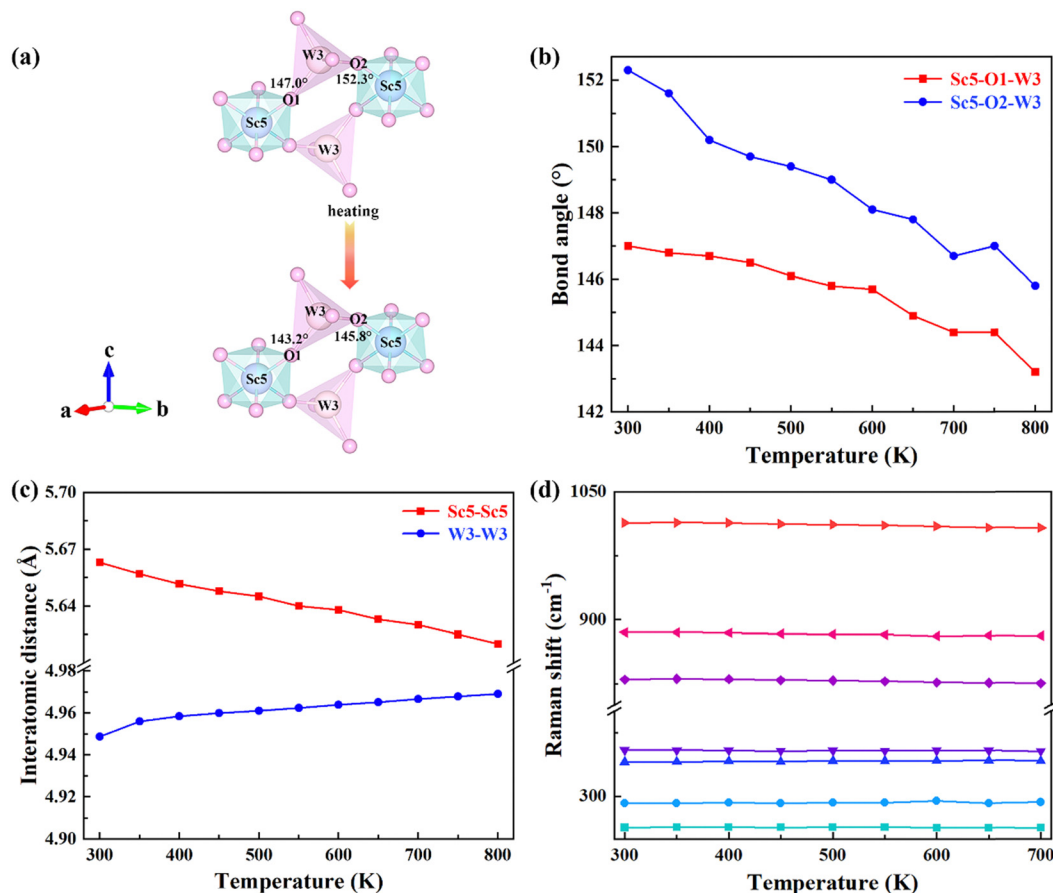 (a)
W3
O2
147.0°
152.3°
O1
Sc5
Sc5
W3
heating
W3
O2
143.2°
145.8°
O1
Sc5
Sc5
W3
c
a
b
(b)
Sc5-O1-W3
Sc5-O2-W3
152
150
148
146
144
142
Bond angle (°)
300 400 500 600 700 800
Temperature (K)
(c)
5.70
5.67
5.64
4.98
4.96
4.94
4.92
4.90
Sc5-Sc5
W3-W3
Interatomic distance (Å)
300 400 500 600 700 800
Temperature (K)
(d)
1050
900
300
Raman shift (cm⁻¹)
300 350 400 450 500 550 600 650 700
Temperature (K)